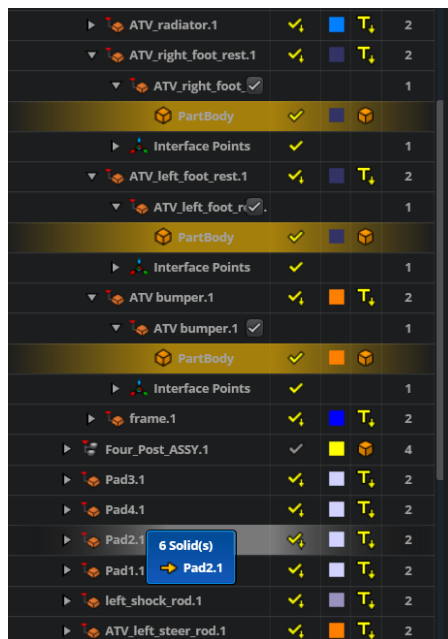 ATV_radiator.1 2
ATV_right_foot_rest.1 2
ATV_right_foot_ 1
PartBody
Interface Points 1
ATV_left_foot_rest.1 2
ATV_left_foot_re. 1
PartBody
Interface Points 1
ATV bumper.1 2
ATV bumper.1 1
PartBody
Interface Points 1
frame.1 2
Four_Post_ASSY.1 4
Pad3.1 2
Pad4.1 2
Pad2.1 2
6 Solid(s)
Pad2.1
Pad1.1 2
left_shock_rod.1 2
ATV_left_steer_rod.1 2